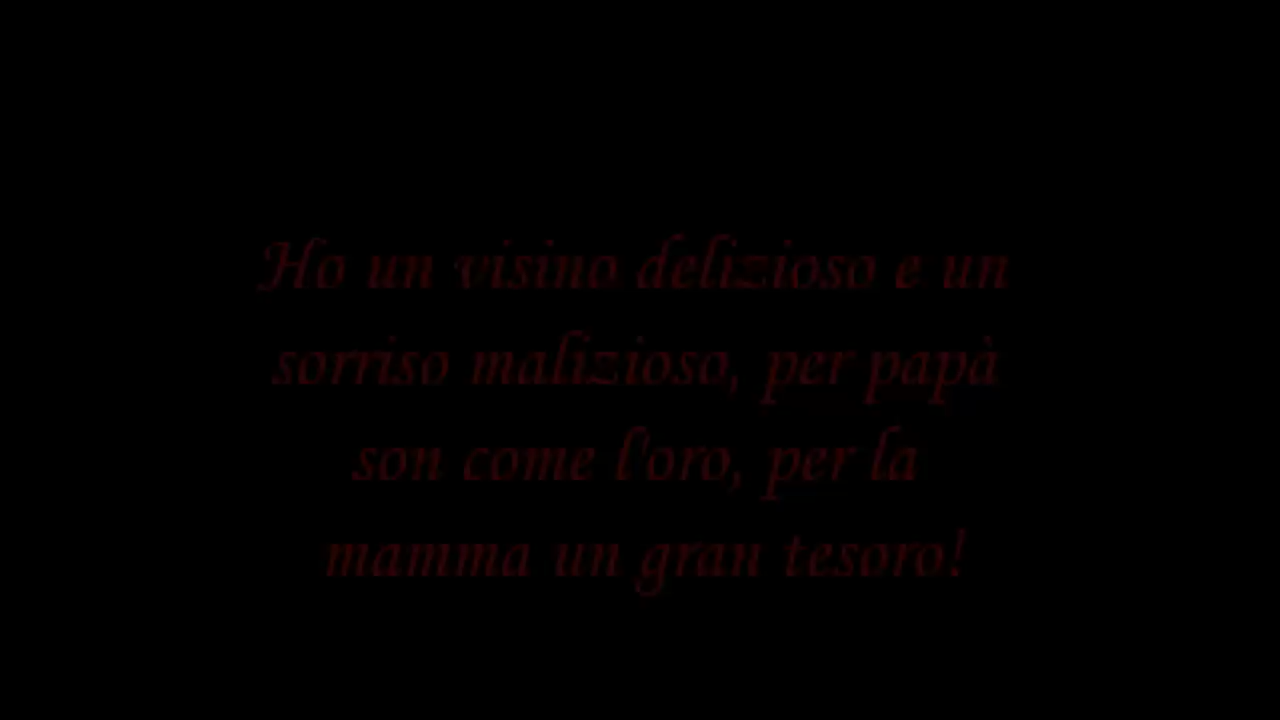 Ho un visino delizioso e un
sorriso malizioso, per papà
son come l'oro, per la
mamma un gran tesoro!